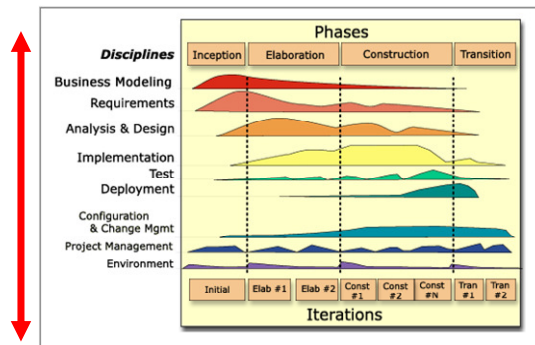 Phases
Disciplines
Inception
Elaboration
Construction
Transition
Business Modeling
Requirements
Analysis & Design
Implementation
Test
Deployment
Configuration
& Change Mgmt
Project Management
Environment
Initial
Elab #1
Elab #2
Const
#1
Const
#2
Const
#N
Tran
#1
Tran
#2
Iterations